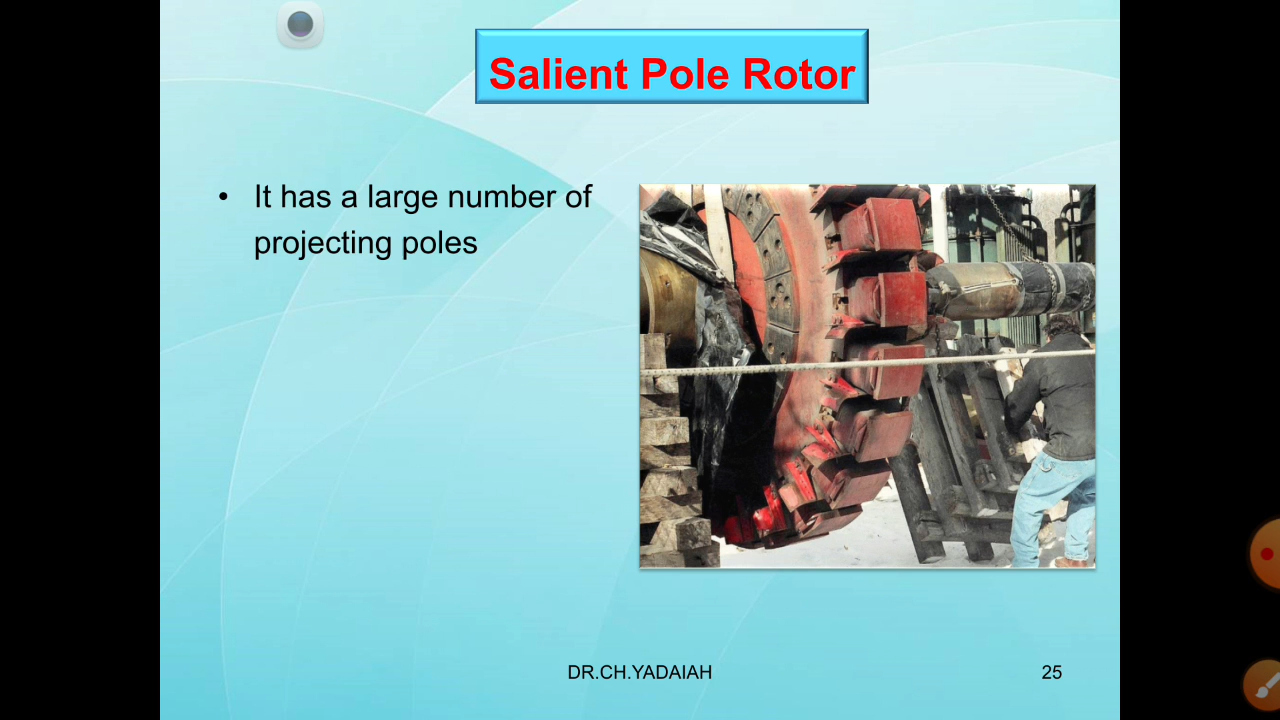 Salient Pole Rotor
• It has a large number of
projecting poles
DR.CH.YADAIAH
25